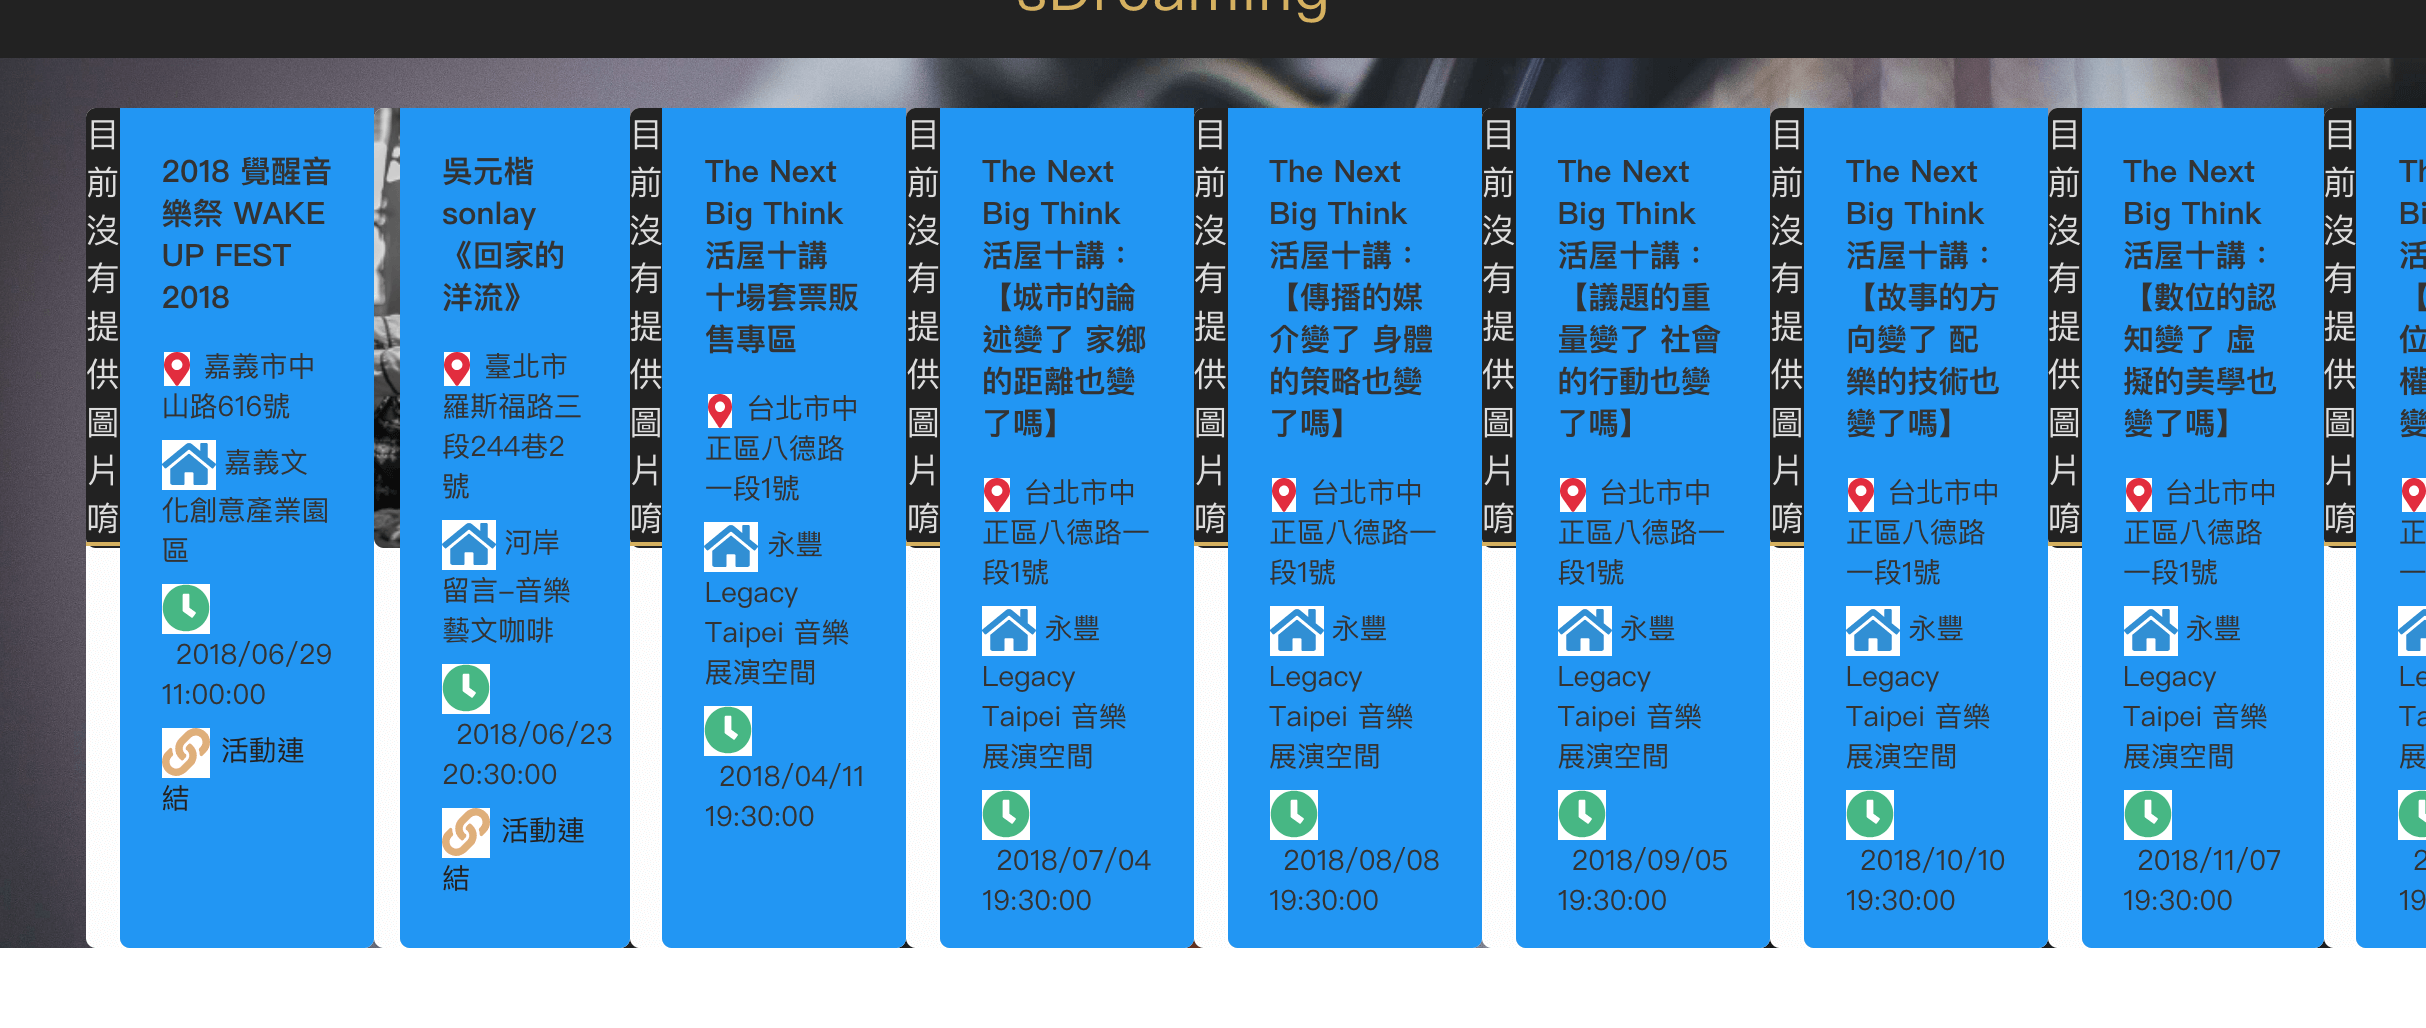 sDreaming
目
前
沒
有
提
供
圖
片
唷
2018 覺醒音
樂祭 WAKE
UP FEST
2018
嘉義市中
山路616號
嘉義文
化創意產業園
區
2018/06/29
11:00:00
活動連
結
吳元楷
sonlay
《回家的
洋流》
臺北市
羅斯福路三
段244巷2
號
河岸
留言–音樂
藝文咖啡
2018/06/23
20:30:00
活動連
結
目
前
沒
有
提
供
圖
片
唷
The Next
Big Think
活屋十講
十場套票販
售專區
台北市中
正區八德路
一段1號
永豐
Legacy
Taipei 音樂
展演空間
2018/04/11
19:30:00
目
前
沒
有
提
供
圖
片
唷
The Next
Big Think
活屋十講：
【城市的論
述變了 家鄉
的距離也變
了嗎】
台北市中
正區八德路一
段1號
永豐
Legacy
Taipei 音樂
展演空間
2018/07/04
19:30:00
目
前
沒
有
提
供
圖
片
唷
The Next
Big Think
活屋十講：
【傳播的媒
介變了 身體
的策略也變
了嗎】
台北市中
正區八德路一
段1號
永豐
Legacy
Taipei 音樂
展演空間
2018/08/08
19:30:00
目
前
沒
有
提
供
圖
片
唷
The Next
Big Think
活屋十講：
【議題的重
量變了 社會
的行動也變
了嗎】
台北市中
正區八德路一
段1號
永豐
Legacy
Taipei 音樂
展演空間
2018/09/05
19:30:00
目
前
沒
有
提
供
圖
片
唷
The Next
Big Think
活屋十講：
【故事的方
向變了 配
樂的技術也
變了嗎】
台北市中
正區八德路
一段1號
永豐
Legacy
Taipei 音樂
展演空間
2018/10/10
19:30:00
目
前
沒
有
提
供
圖
片
唷
The Next
Big Think
活屋十講：
【數位的認
知變了 虛
擬的美學也
變了嗎】
台北市中
正區八德路
一段1號
永豐
Legacy
Taipei 音樂
展演空間
2018/11/07
19:30:00
目
前
沒
有
提
供
圖
片
唷